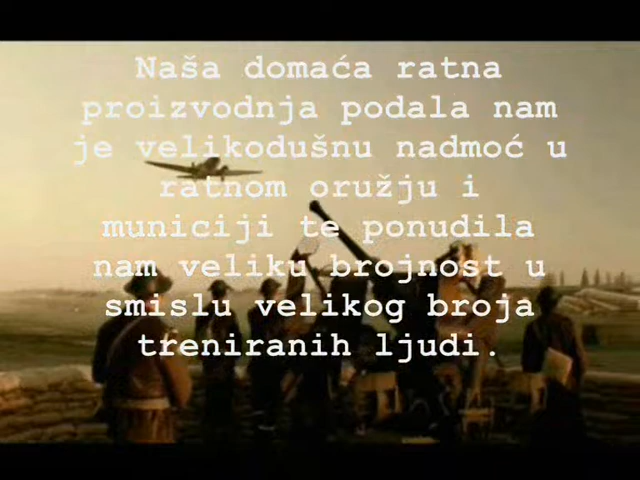 Naša domaća ratna
proizvodnja podala nam
je velikodušnu nadmoć u
ratnom oružju i
municiji te ponudila
nam veliku brojnost u
smislu velikog broja
treniranih ljudi.